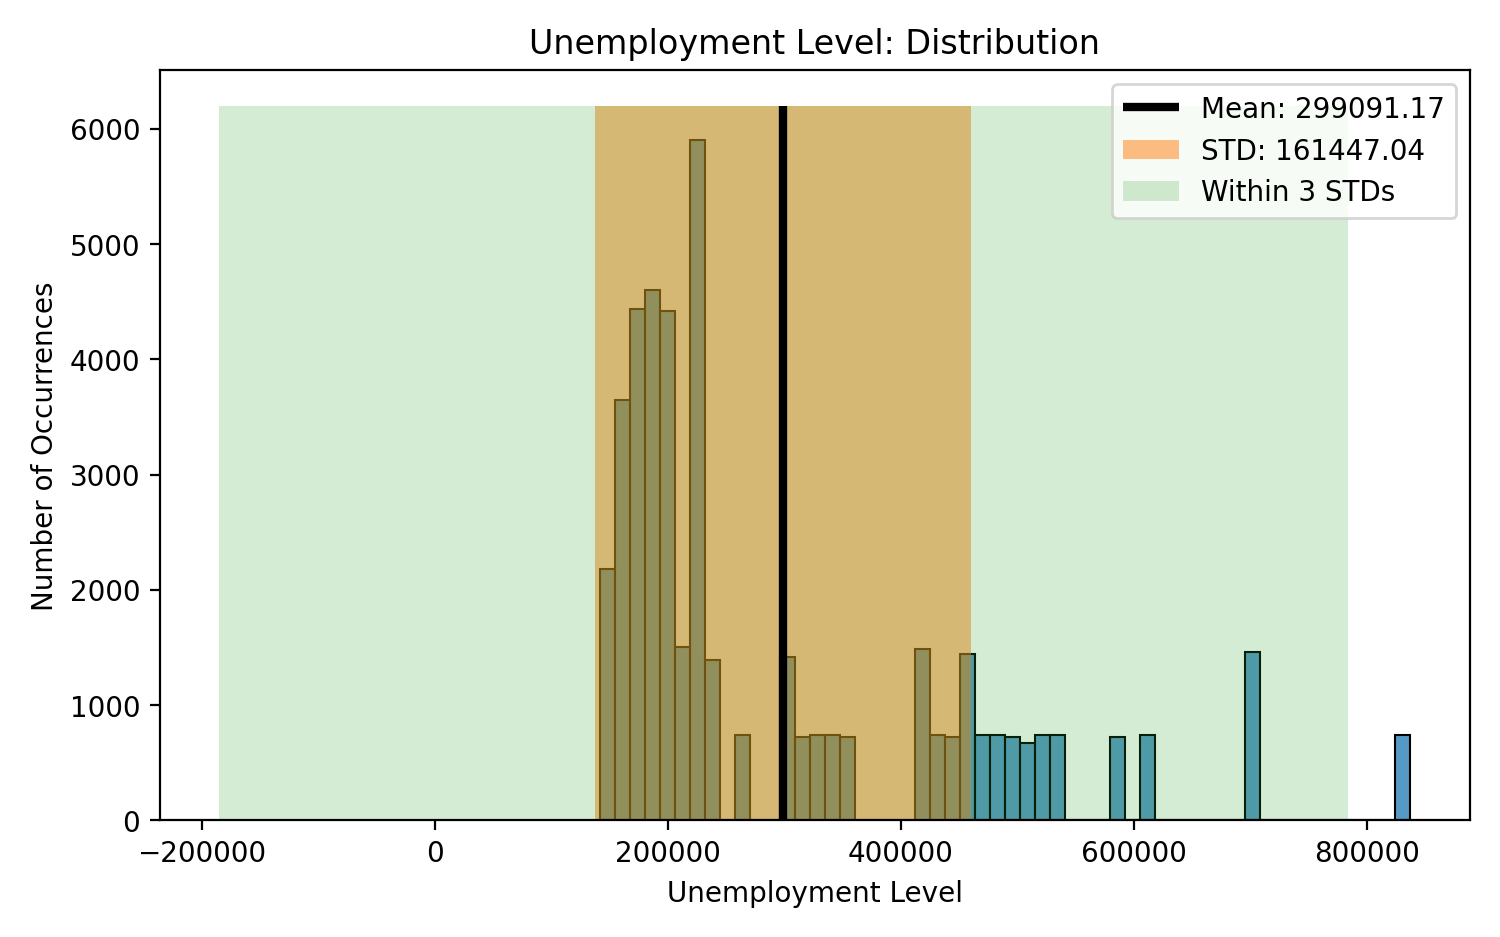 Unemployment Level: Distribution
Mean: 299091.17
STD: 161447.04
Within 3 STDs
Number of Occurrences
6000
5000
4000
3000
2000
1000
0
−200000 0 200000 400000 600000 800000
Unemployment Level